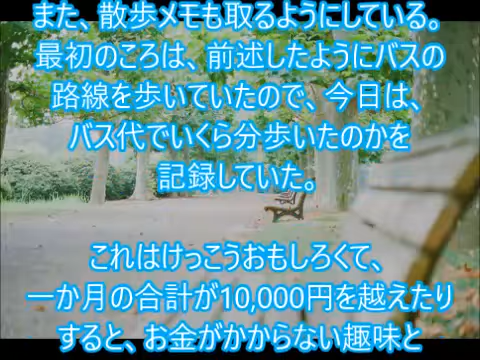 また、散歩メモも取るようにしている。
最初のころは、前述したようにバスの
路線を歩いていたので、今日は、
バス代でいくら分歩いたのかを
記録していた。
これはけっこうおもしろくて、
一か月の合計が10,000円を越えたり
すると、お金がかからない趣味と